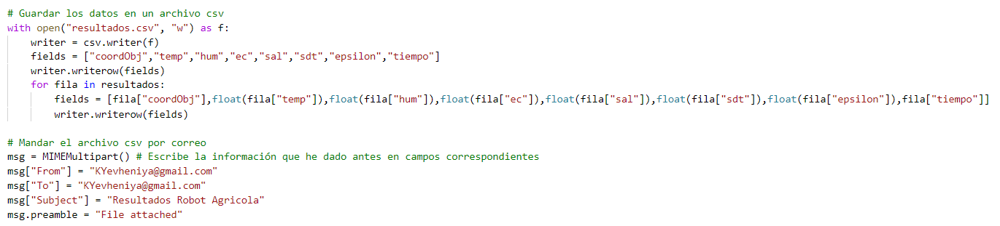 # Guardar los datos en un archivo csv
with open("resultados.csv", "w") as f:
    writer = csv.writer(f)
    fields = ["coordObj","temp","hum","ec","sal","sdt","epsilon","tiempo"]
    writer.writerow(fields)
    for fila in resultados:
        fields = [fila["coordObj"],float(fila["temp"]),float(fila["hum"]),float(fila["ec"]),float(fila["sal"]),float(fila["sdt"]),float(fila["epsilon"]),fila["tiempo"]]
        writer.writerow(fields)

# Mandar el archivo csv por correo
msg = MIMEMultipart() # Escribe la información que he dado antes en campos correspondientes
msg["From"] = "KYevheniya@gmail.com"
msg["To"] = "KYevheniya@gmail.com"
msg["Subject"] = "Resultados Robot Agricola"
msg.preamble = "File attached"